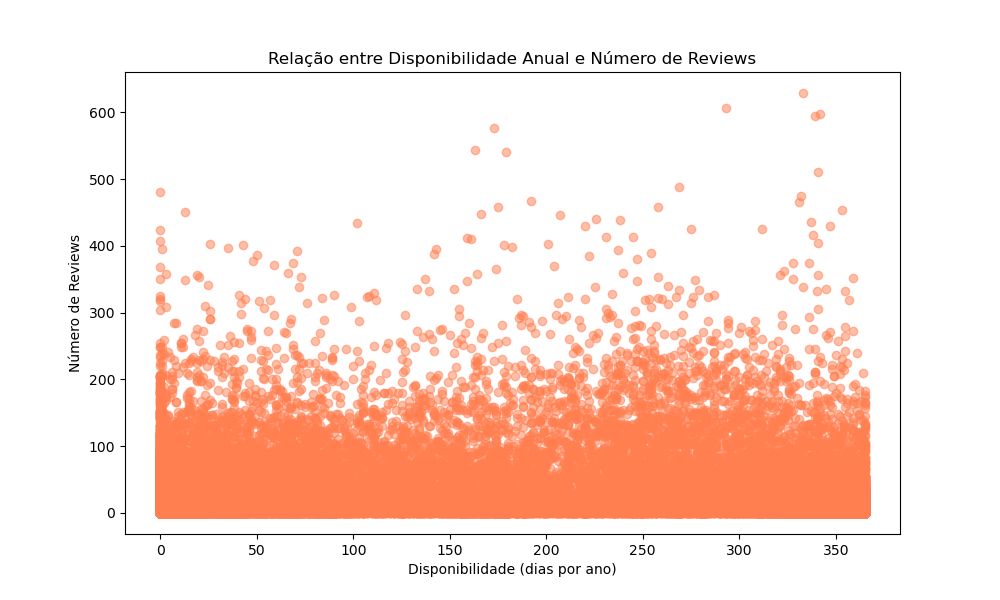 Relação entre Disponibilidade Anual e Número de Reviews
Número de Reviews
600
500
400
300
200
100
0
0 50 100 150 200 250 300 350
Disponibilidade (dias por ano)